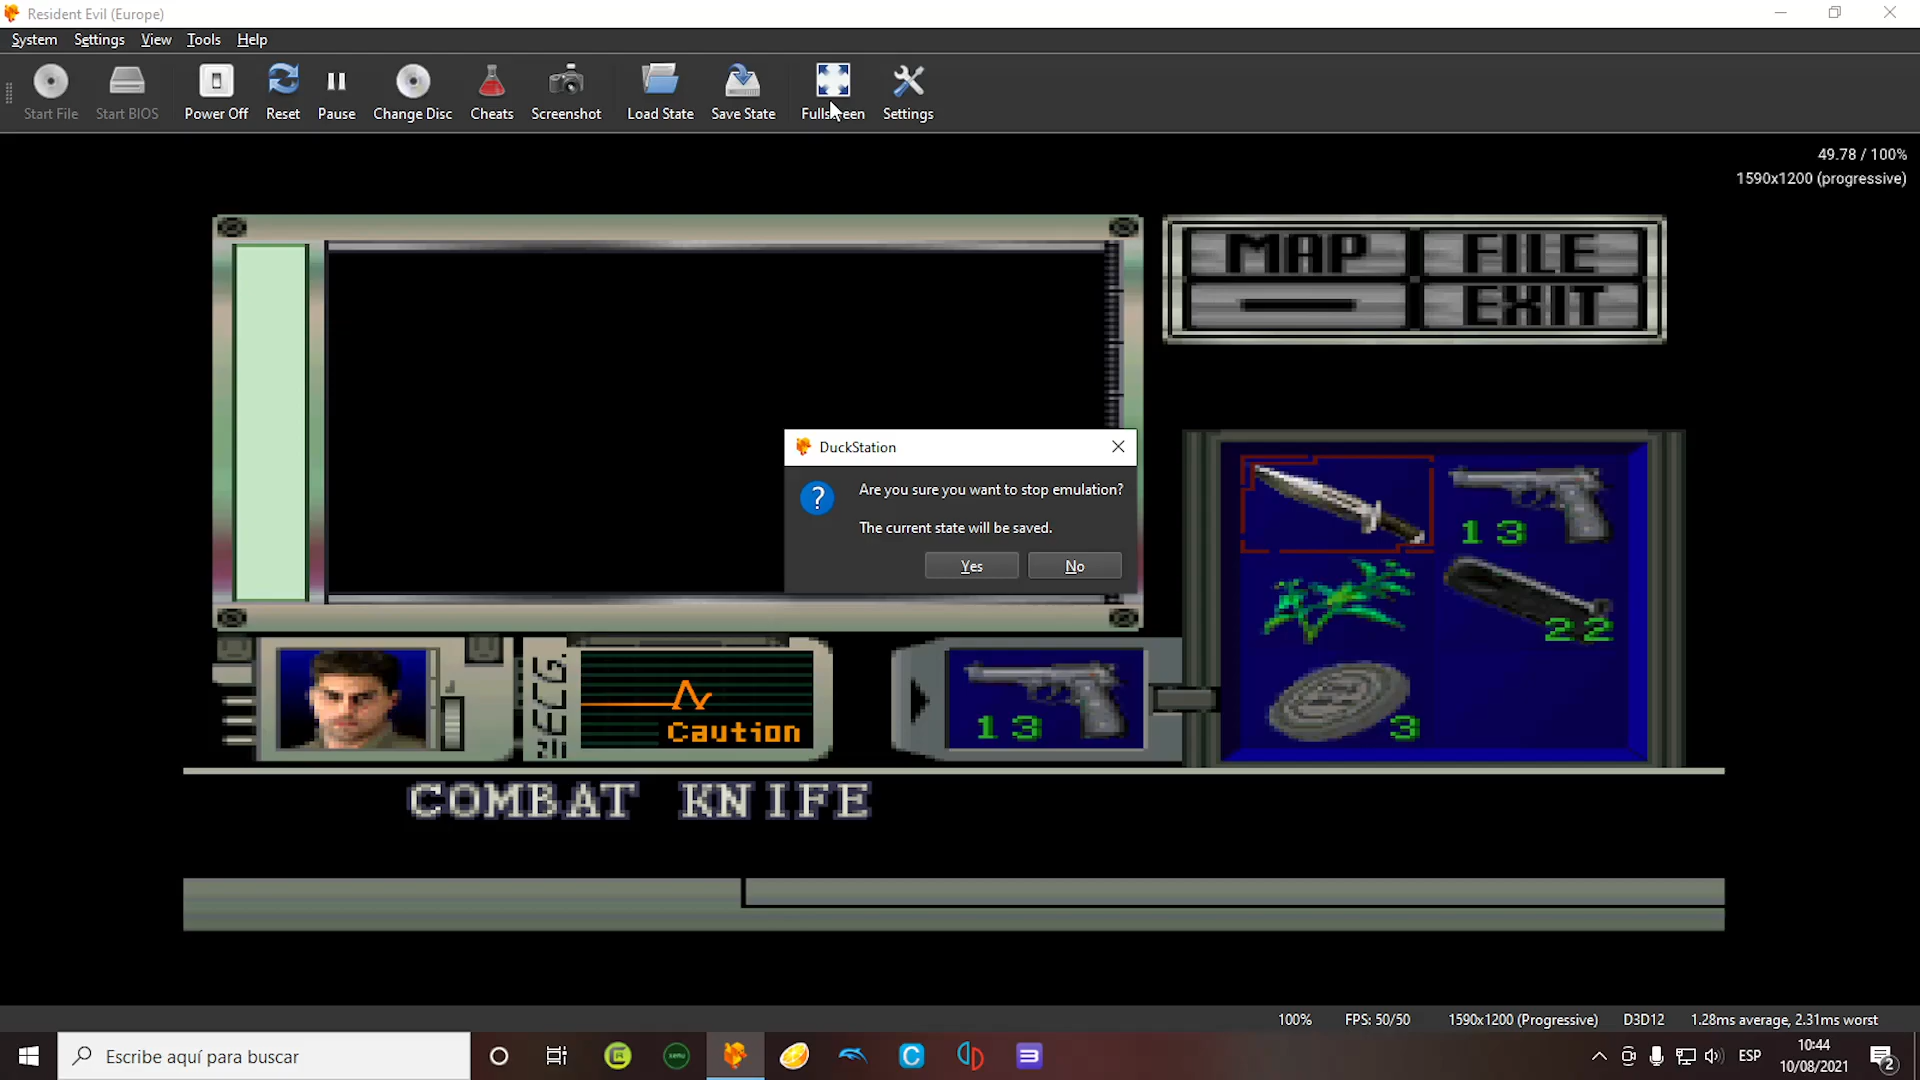 Resident Evil (Europe)
System Settings View Tools Help
Start File Start BIOS Power Off Reset Pause Change Disc Cheats Screenshot Load State Save State Fullscreen Settings
49.78 / 100%
1590x1200 (progressive)
MAP FILE
EXIT
DuckStation
Are you sure you want to stop emulation?
The current state will be saved.
Yes No
13
22
Caution
13
3
COMBAT KNIFE
100% FPS: 50/50 1590x1200 (Progressive) D3D12 1.28ms average, 2.31ms worst
Escribe aquí para buscar
xemu
ESP
10:44
10/08/2021
2